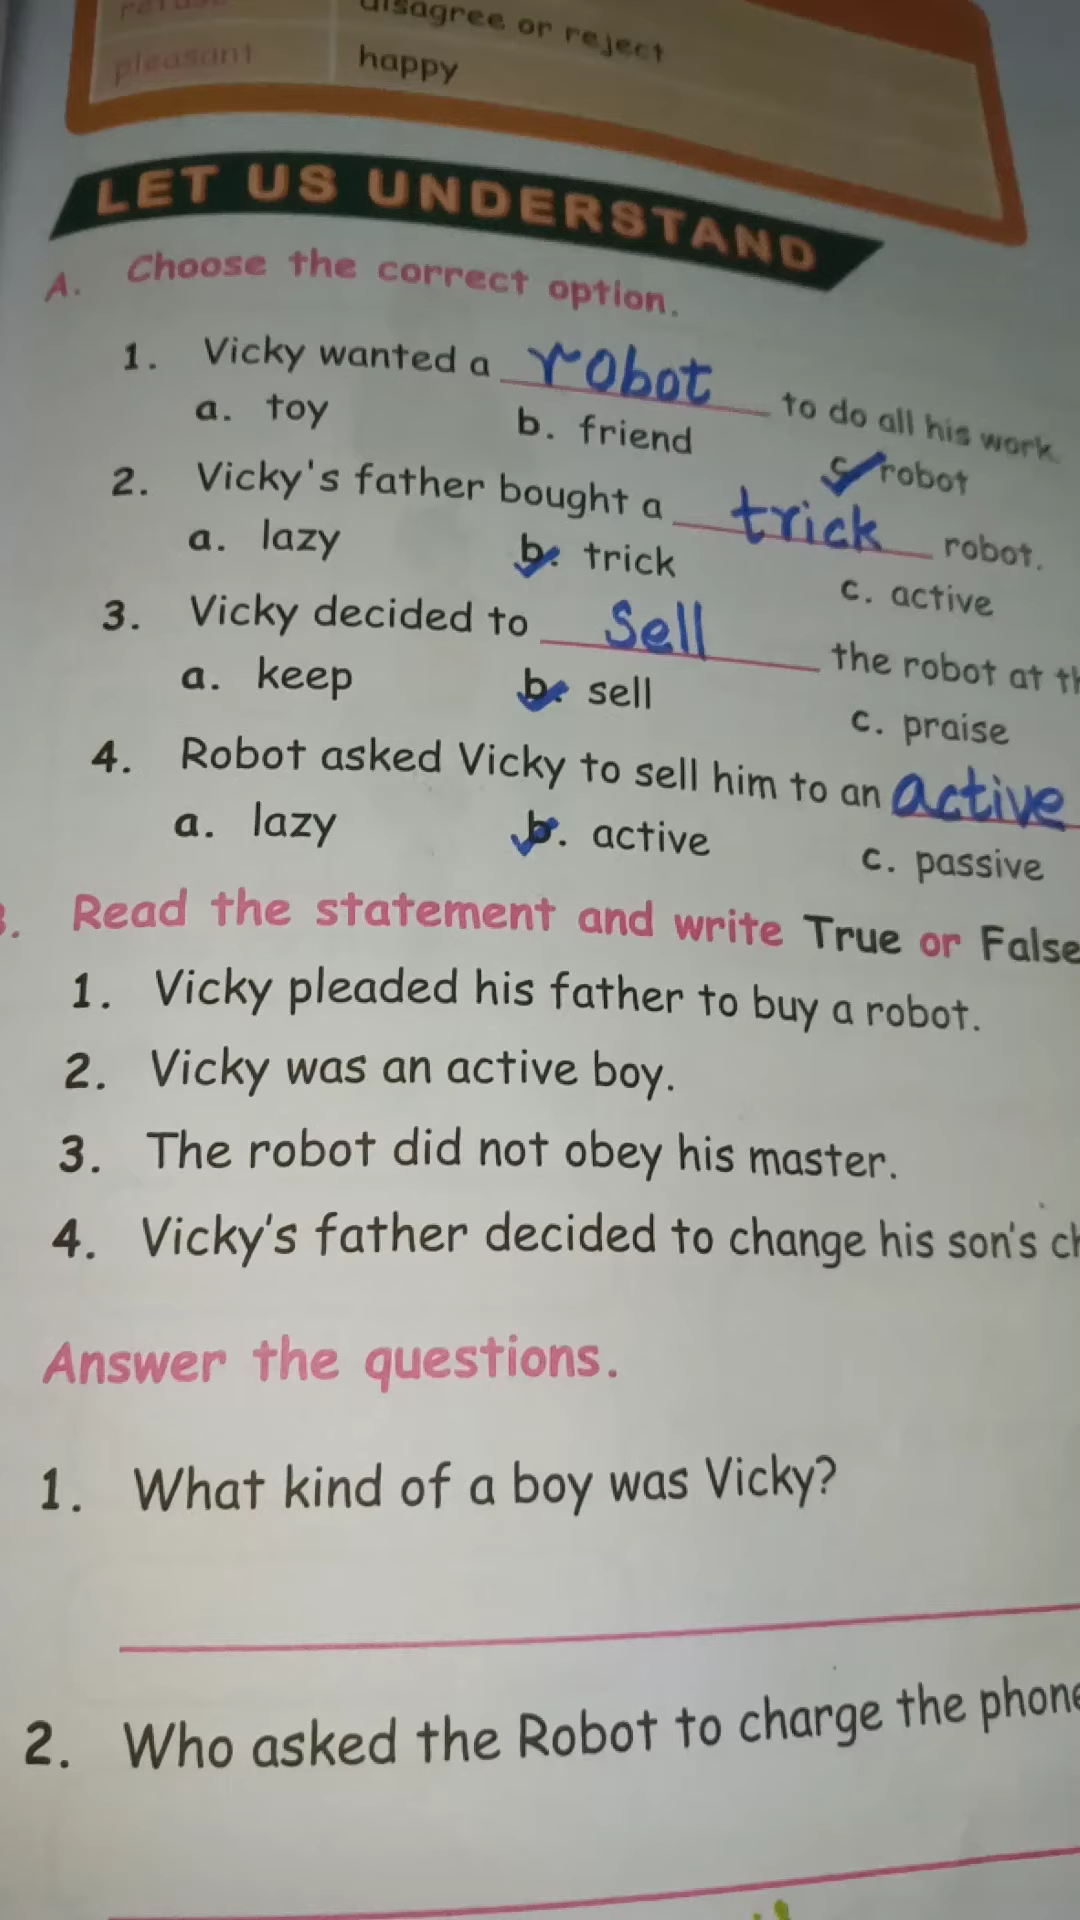 disagree or reject
pleasant happy
LET US UNDERSTAND
A. Choose the correct option.
1. Vicky wanted a robot to do all his work.
a. toy b. friend c. robot
2. Vicky's father bought a trick robot.
a. lazy b. trick c. active
3. Vicky decided to sell the robot at
a. keep b. sell c. praise
4. Robot asked Vicky to sell him to an active
a. lazy b. active c. passive
Read the statement and write True or False
1. Vicky pleaded his father to buy a robot.
2. Vicky was an active boy.
3. The robot did not obey his master.
4. Vicky's father decided to change his son's
Answer the questions.
1. What kind of a boy was Vicky?
2. Who asked the Robot to charge the phone